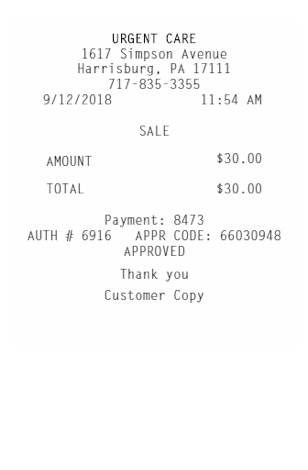 URGENT CARE
1617 Simpson Avenue
Harrisburg, PA 17111
717-835-3355
9/12/2018 11:54 AM
SALE
AMOUNT $30.00
TOTAL $30.00
Payment: 8473
AUTH # 6916 APPR CODE: 66030948
APPROVED
Thank you
Customer Copy